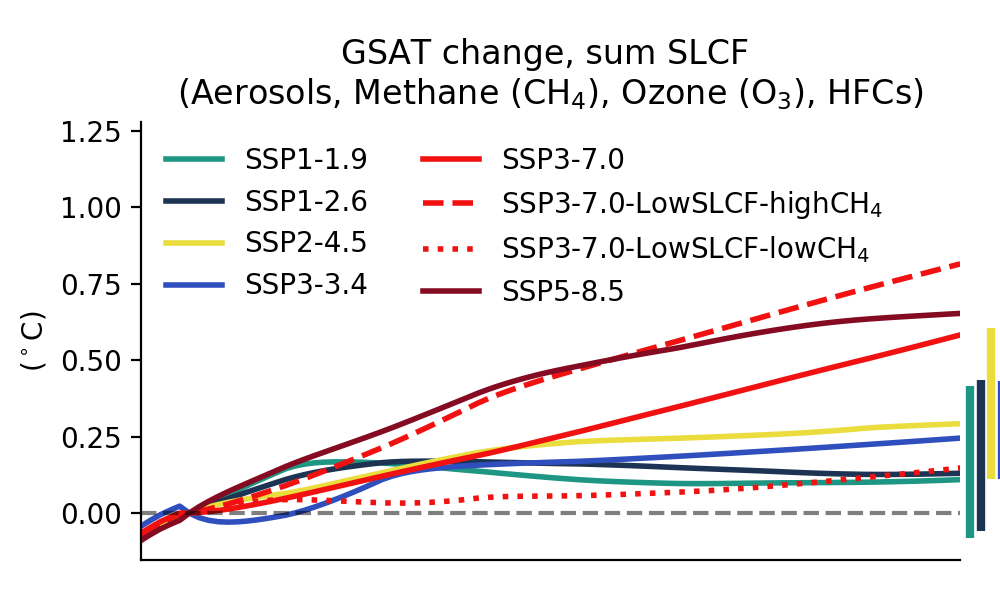 GSAT change, sum SLCF
(Aerosols, Methane (CH₄), Ozone (O₃), HFCs)
(°C)
1.25
1.00
0.75
0.50
0.25
0.00
SSP1-1.9
SSP1-2.6
SSP2-4.5
SSP3-3.4
SSP3-7.0
SSP3-7.0-LowSLCF-highCH₄
SSP3-7.0-LowSLCF-lowCH₄
SSP5-8.5